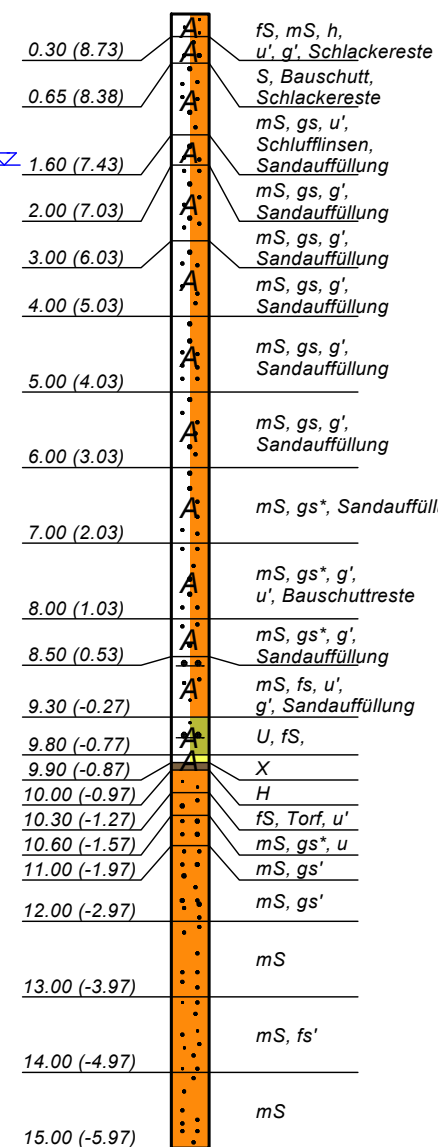 fS, mS, h,
0.30 (8.73) u', g', Schlackereste
S, Bauschutt,
0.65 (8.38) Schlackereste
mS, gs, u',
Schlufflinsen,
1.60 (7.43) Sandauffüllung
mS, gs, g',
2.00 (7.03) Sandauffüllung
mS, gs, g',
3.00 (6.03) Sandauffüllung
mS, gs, g',
4.00 (5.03) Sandauffüllung
mS, gs, g',
Sandauffüllung
5.00 (4.03)
mS, gs, g',
Sandauffüllung
6.00 (3.03)
mS, gs*, Sandauffüll
7.00 (2.03)
mS, gs*, g',
u', Bauschuttreste
8.00 (1.03)
mS, gs*, g',
8.50 (0.53) Sandauffüllung
mS, fs, u',
9.30 (-0.27) g', Sandauffüllung
9.80 (-0.77) U, fS,
9.90 (-0.87) X
10.00 (-0.97) H
10.30 (-1.27) fS, Torf, u'
10.60 (-1.57) mS, gs*, u
11.00 (-1.97) mS, gs'
12.00 (-2.97) mS, gs'
mS
13.00 (-3.97)
mS, fs'
14.00 (-4.97)
mS
15.00 (-5.97)
A
A
A
A
A
A
A
A
A
A
A
A
A
A